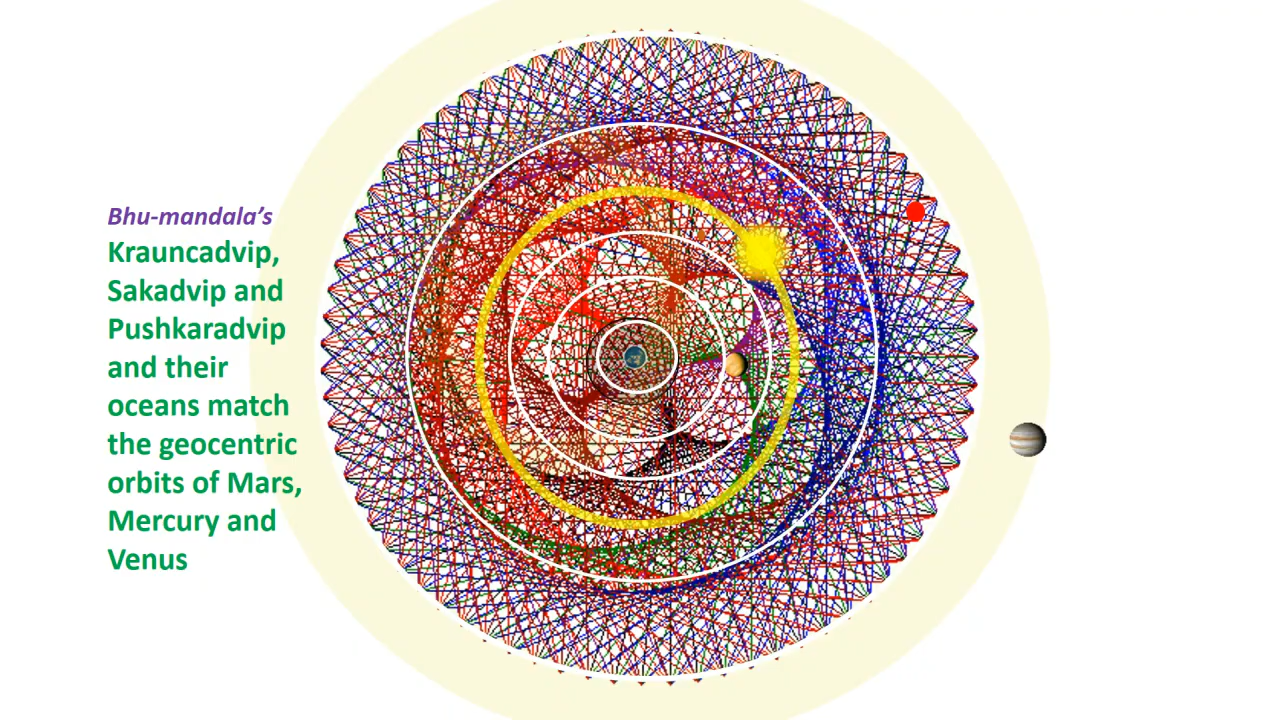 Bhu-mandala’s
Krauncadvip,
Sakadvip and
Pushkaradvip
and their
oceans match
the geocentric
orbits of Mars,
Mercury and
Venus